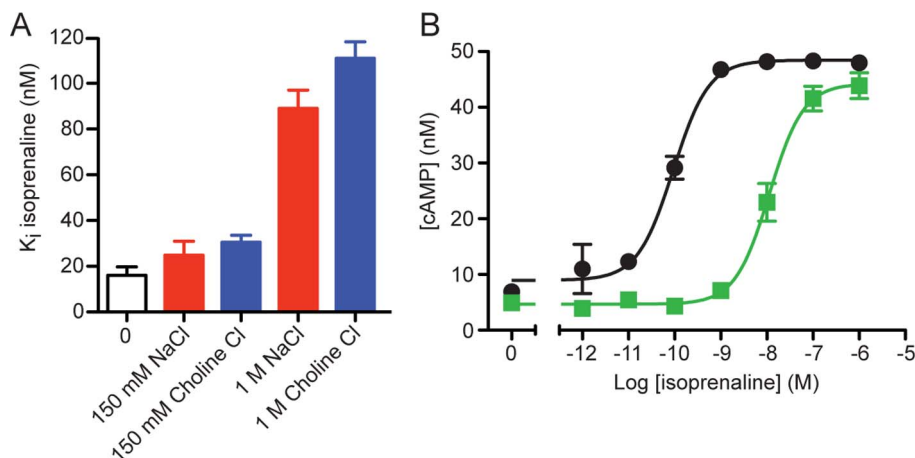 A
Kᵢ isoprenaline (nM)
120
100
80
60
40
20
0
0
150 mM NaCl
150 mM Choline Cl
1 M NaCl
1 M Choline Cl
B
[cAMP] (nM)
50
40
30
20
10
0
0 -12 -11 -10 -9 -8 -7 -6 -5
Log [isoprenaline] (M)